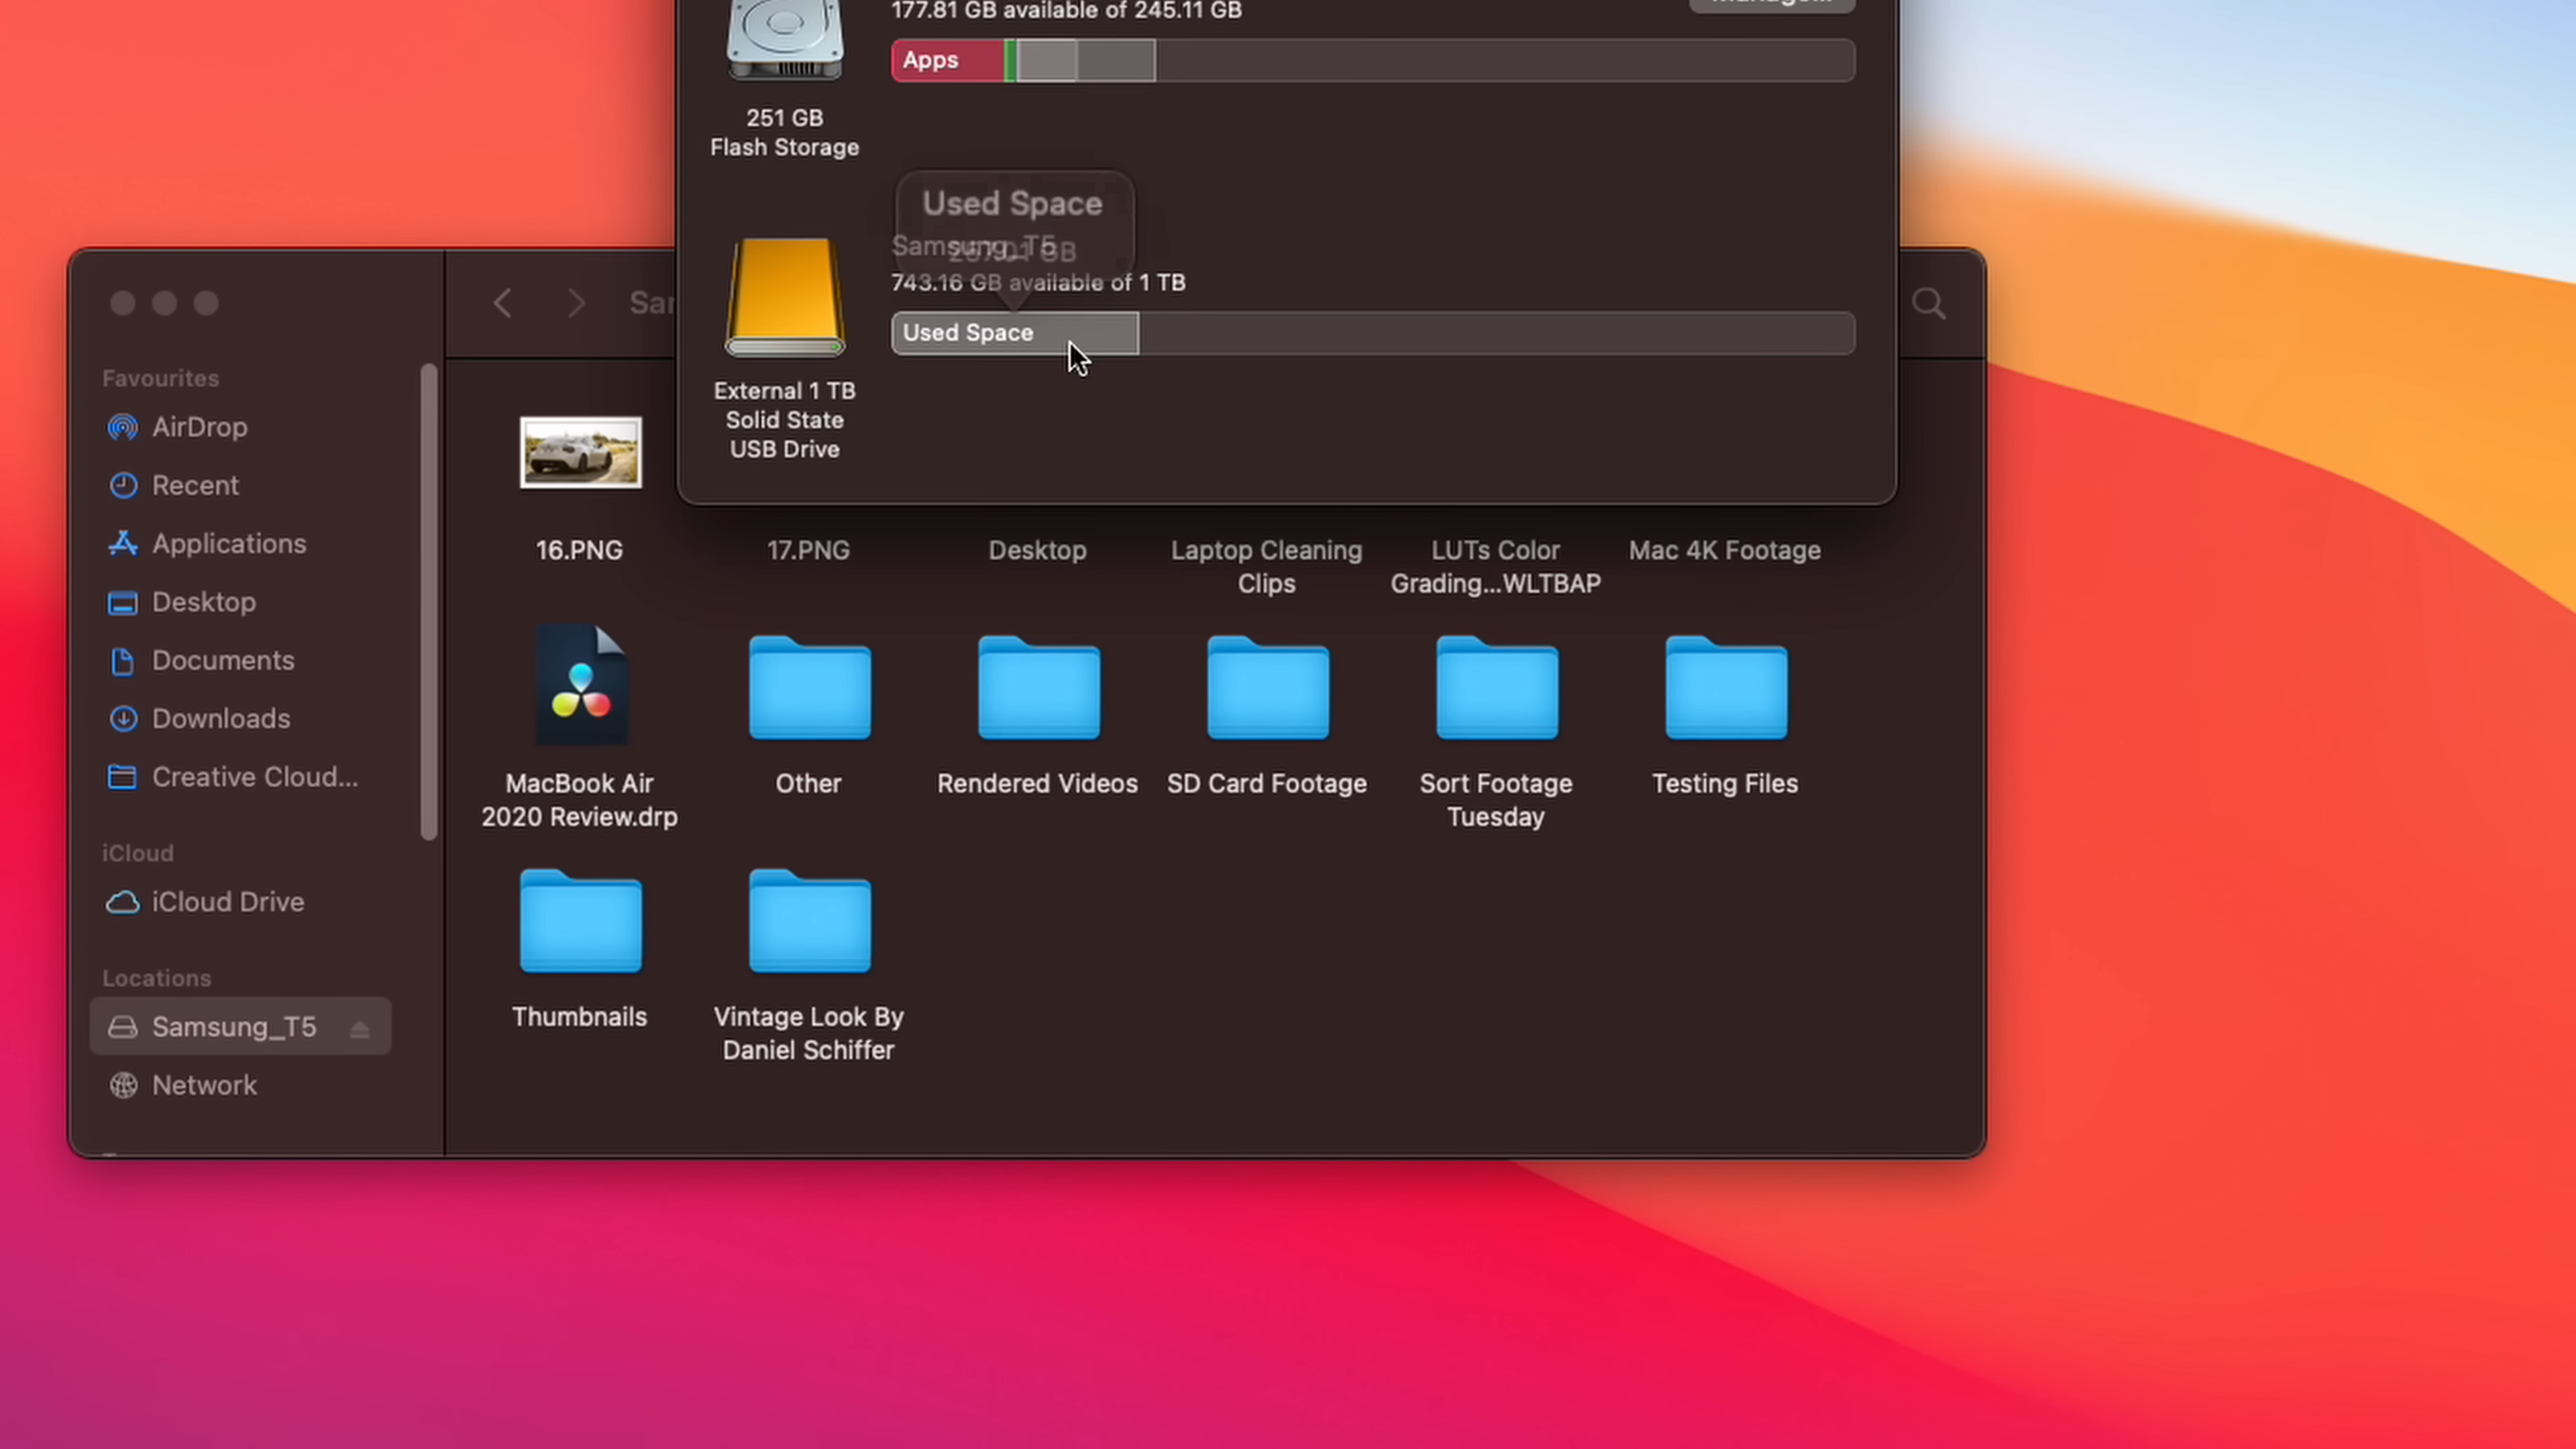 177.81 GB available of 245.11 GB
Apps
251 GB
Flash Storage
Used Space
Samsung_T5
743.16 GB available of 1 TB
Used Space
External 1 TB
Solid State
USB Drive
Favourites
AirDrop
Recent
Applications
Desktop
Documents
Downloads
Creative Cloud...
iCloud
iCloud Drive
Locations
Samsung_T5
Network
16.PNG
17.PNG
Desktop
Laptop Cleaning
Clips
LUTs Color
Grading...WLTBAP
Mac 4K Footage
MacBook Air
2020 Review.drp
Other
Rendered Videos
SD Card Footage
Sort Footage
Tuesday
Testing Files
Thumbnails
Vintage Look By
Daniel Schiffer